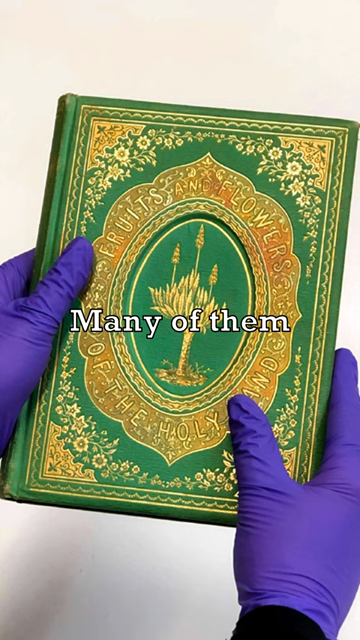 FRUITS AND FLOWERS
Many of them
OF THE HOLY LAND